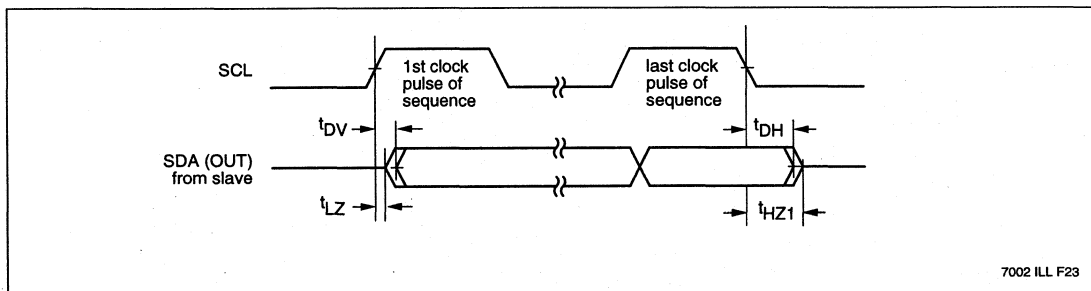 SCL
1st clock
pulse of
sequence
last clock
pulse of
sequence
tDV
tDH
SDA (OUT)
from slave
tLZ
tHZ1
7002 ILL F23